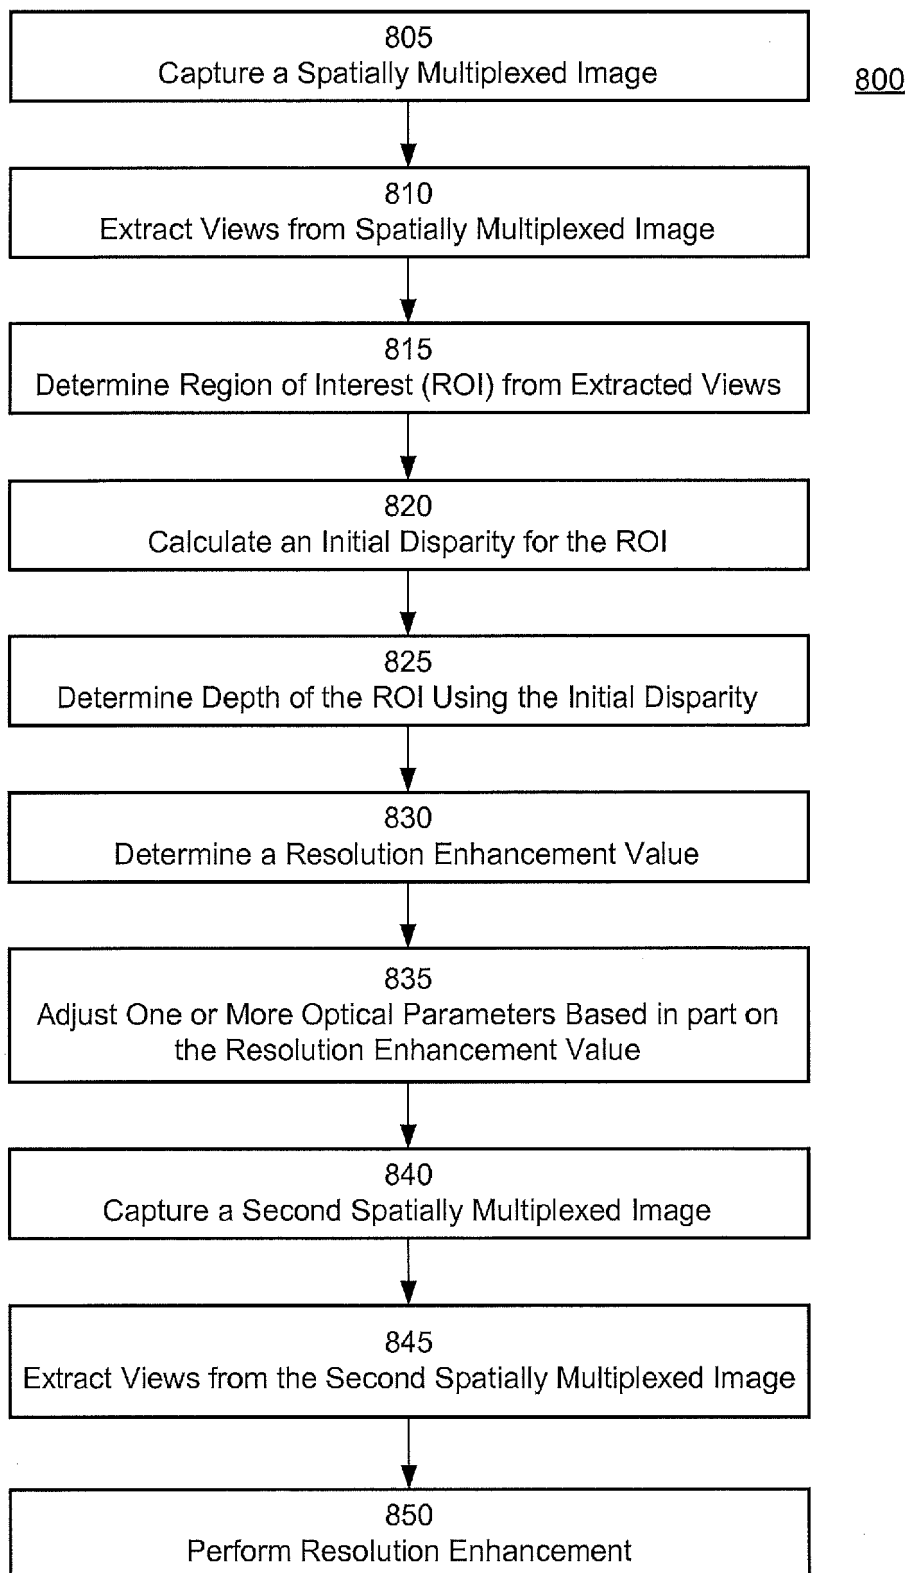 805
Capture a Spatially Multiplexed Image
800
810
Extract Views from Spatially Multiplexed Image
815
Determine Region of Interest (ROI) from Extracted Views
820
Calculate an Initial Disparity for the ROI
825
Determine Depth of the ROI Using the Initial Disparity
830
Determine a Resolution Enhancement Value
835
Adjust One or More Optical Parameters Based in part on
the Resolution Enhancement Value
840
Capture a Second Spatially Multiplexed Image
845
Extract Views from the Second Spatially Multiplexed Image
850
Perform Resolution Enhancement